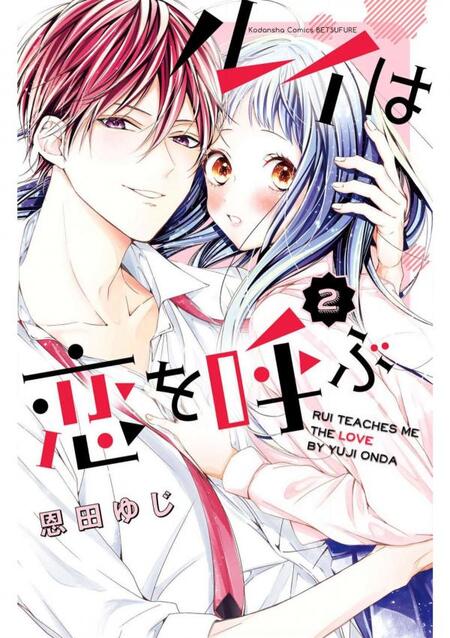 Kodansha Comics BETSUFURE
ルイは
2
恋を呼ぶ
RUI TEACHES ME
THE LOVE
BY YUJI ONDA
恩田ゆじ